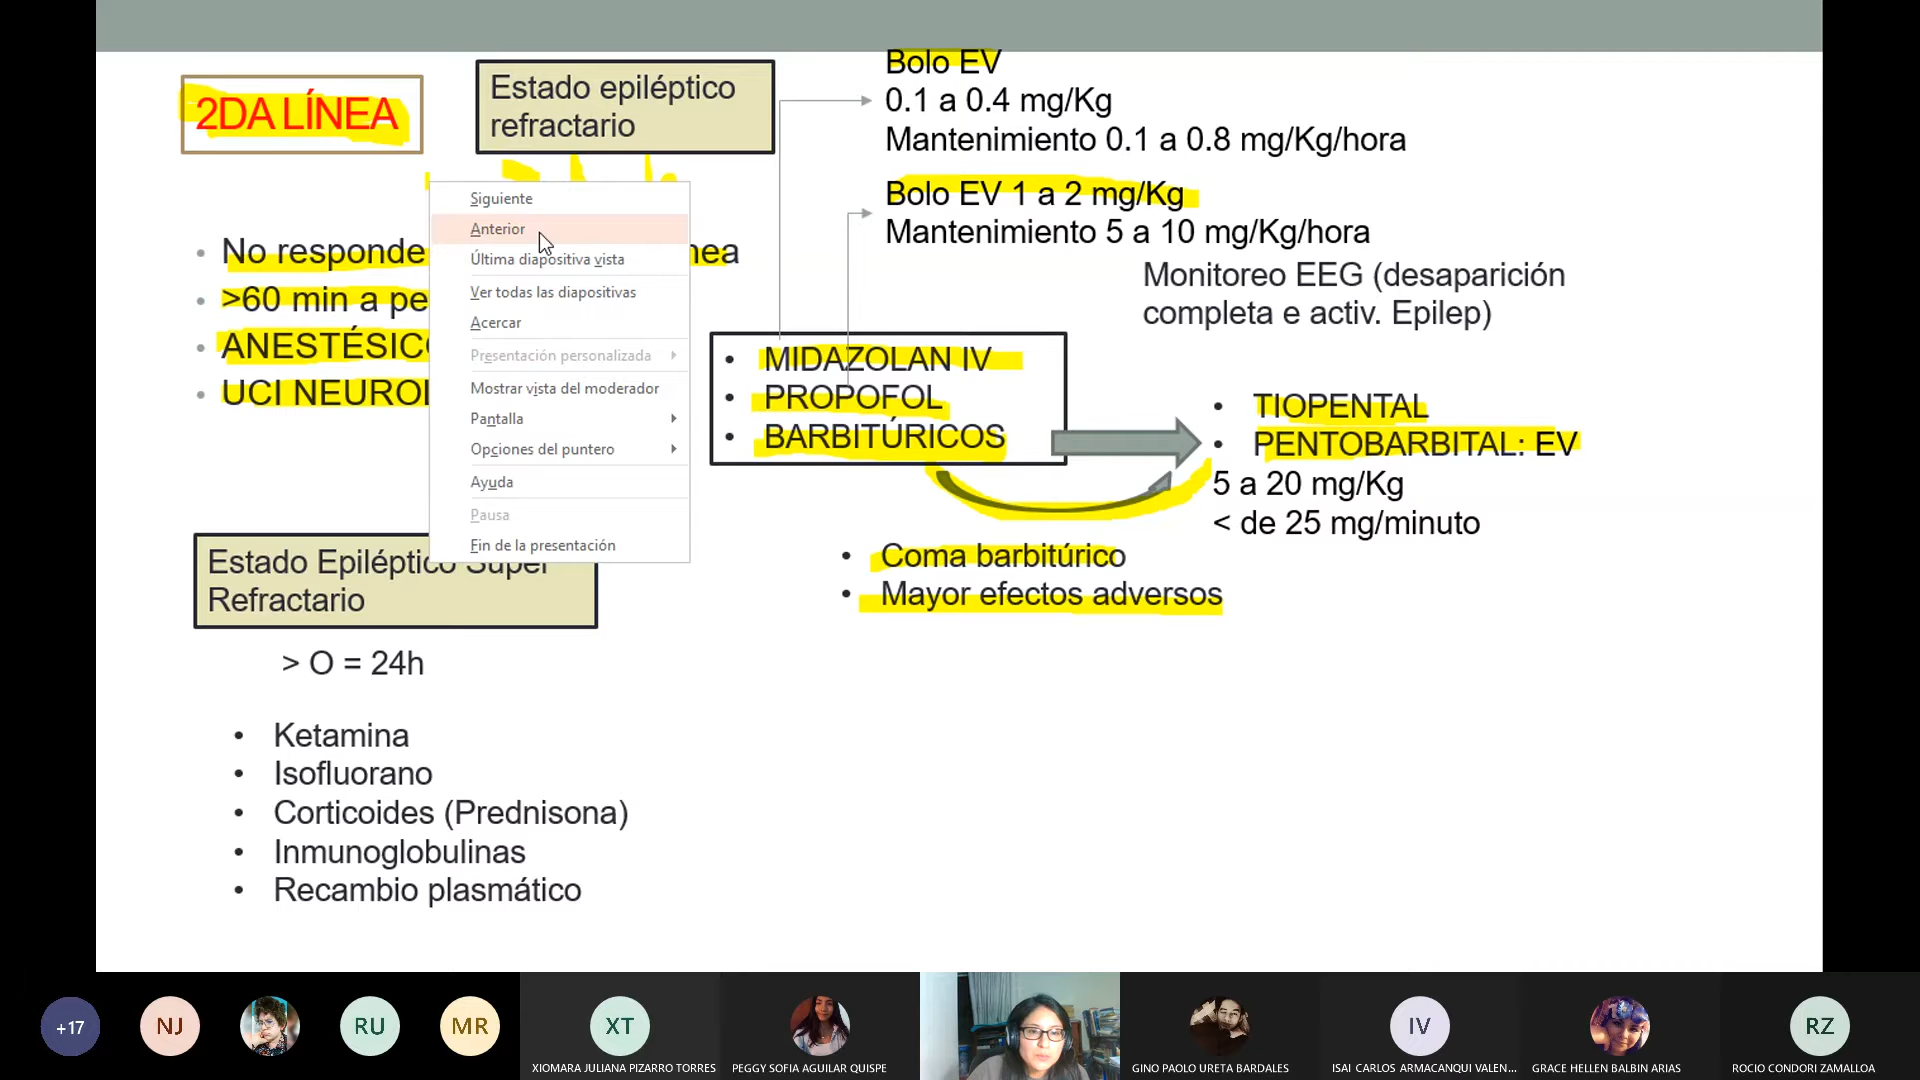 2DA LÍNEA
Estado epiléptico
refractario
Bolo EV
0.1 a 0.4 mg/Kg
Mantenimiento 0.1 a 0.8 mg/Kg/hora
Bolo EV 1 a 2 mg/Kg
Mantenimiento 5 a 10 mg/Kg/hora
Monitoreo EEG (desaparición
completa e activ. Epilep)
• No responde
nea
• >60 min a pe
• ANESTÉSIC
• UCI NEURO
Siguiente
Anterior
Última diapositiva vista
Ver todas las diapositivas
Acercar
Presentación personalizada
Mostrar vista del moderador
Pantalla
Opciones del puntero
Ayuda
Pausa
Fin de la presentación
• MIDAZOLAN IV
• PROPOFOL
• BARBITÚRICOS
• TIOPENTAL
• PENTOBARBITAL: EV
5 a 20 mg/Kg
< de 25 mg/minuto
• Coma barbitúrico
• Mayor efectos adversos
Estado Epiléptico Super
Refractario
> O = 24h
• Ketamina
• Isofluorano
• Corticoides (Prednisona)
• Inmunoglobulinas
• Recambio plasmático
+17
NJ
RU
MR
XT
IV
RZ
XIOMARA JULIANA PIZARRO TORRES
PEGGY SOFIA AGUILAR QUISPE
GINO PAOLO URETA BARDALES
ISAI CARLOS ARMACANQUI VALEN...
GRACE HELLEN BALBIN ARIAS
ROCIO CONDORI ZAMALLOA